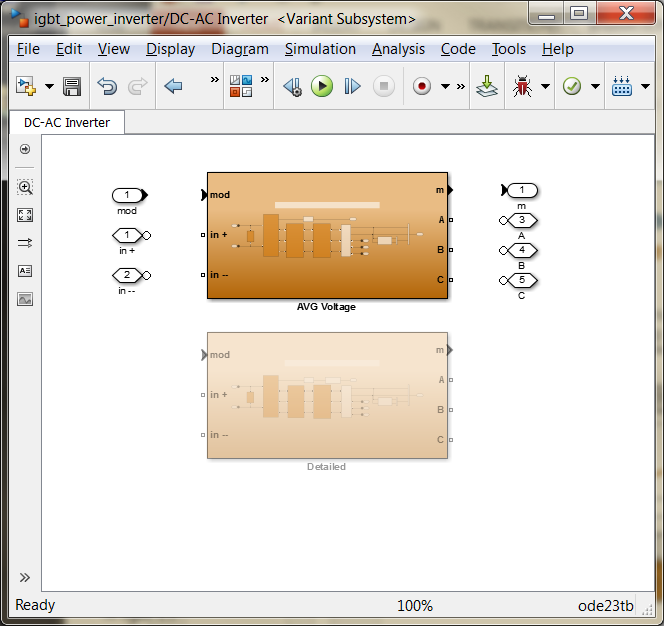 igbt_power_inverter/DC-AC Inverter <Variant Subsystem>
File Edit View Display Diagram Simulation Analysis Code Tools Help
DC-AC Inverter
1
mod
1
in +
2
in --
mod
in +
in --
m
A
B
C
AVG Voltage
1
m
3
A
4
B
5
C
mod
in +
in --
m
A
B
C
Detailed
Ready 100% ode23tb